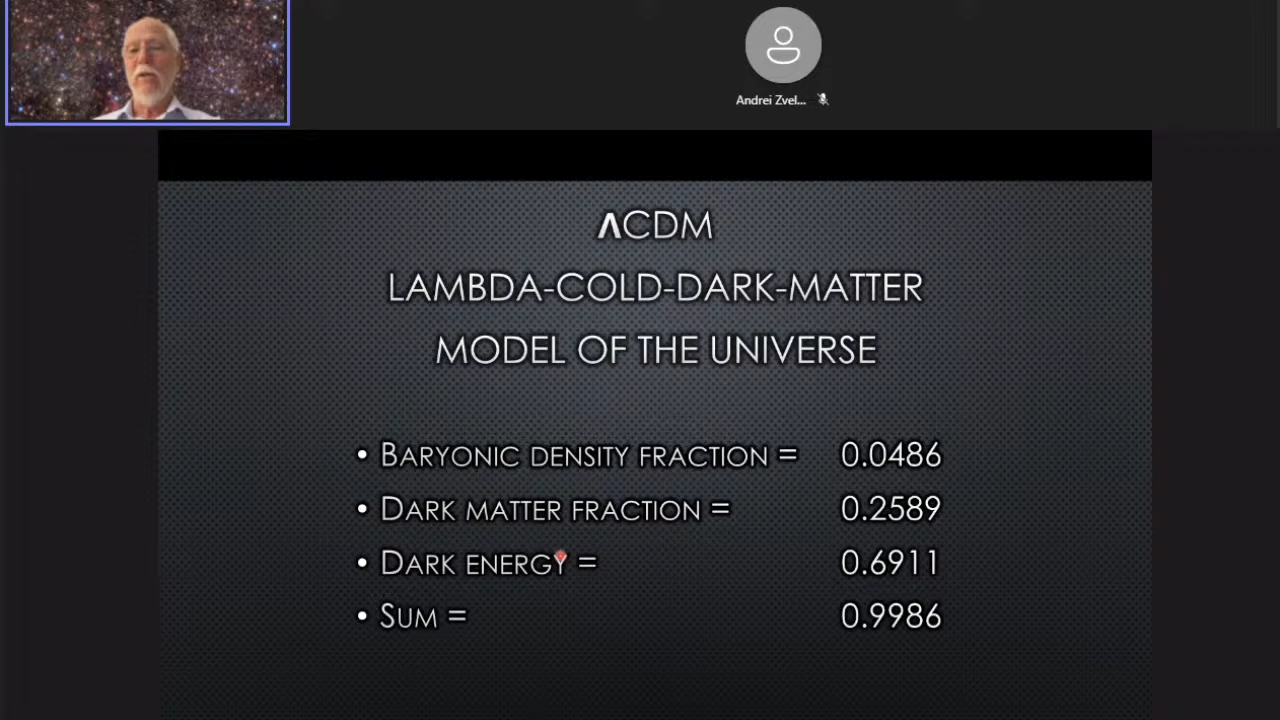 Andrei Zvel...
ΛCDM
LAMBDA-COLD-DARK-MATTER
MODEL OF THE UNIVERSE
• BARYONIC DENSITY FRACTION = 0.0486
• DARK MATTER FRACTION = 0.2589
• DARK ENERGY = 0.6911
• SUM = 0.9986